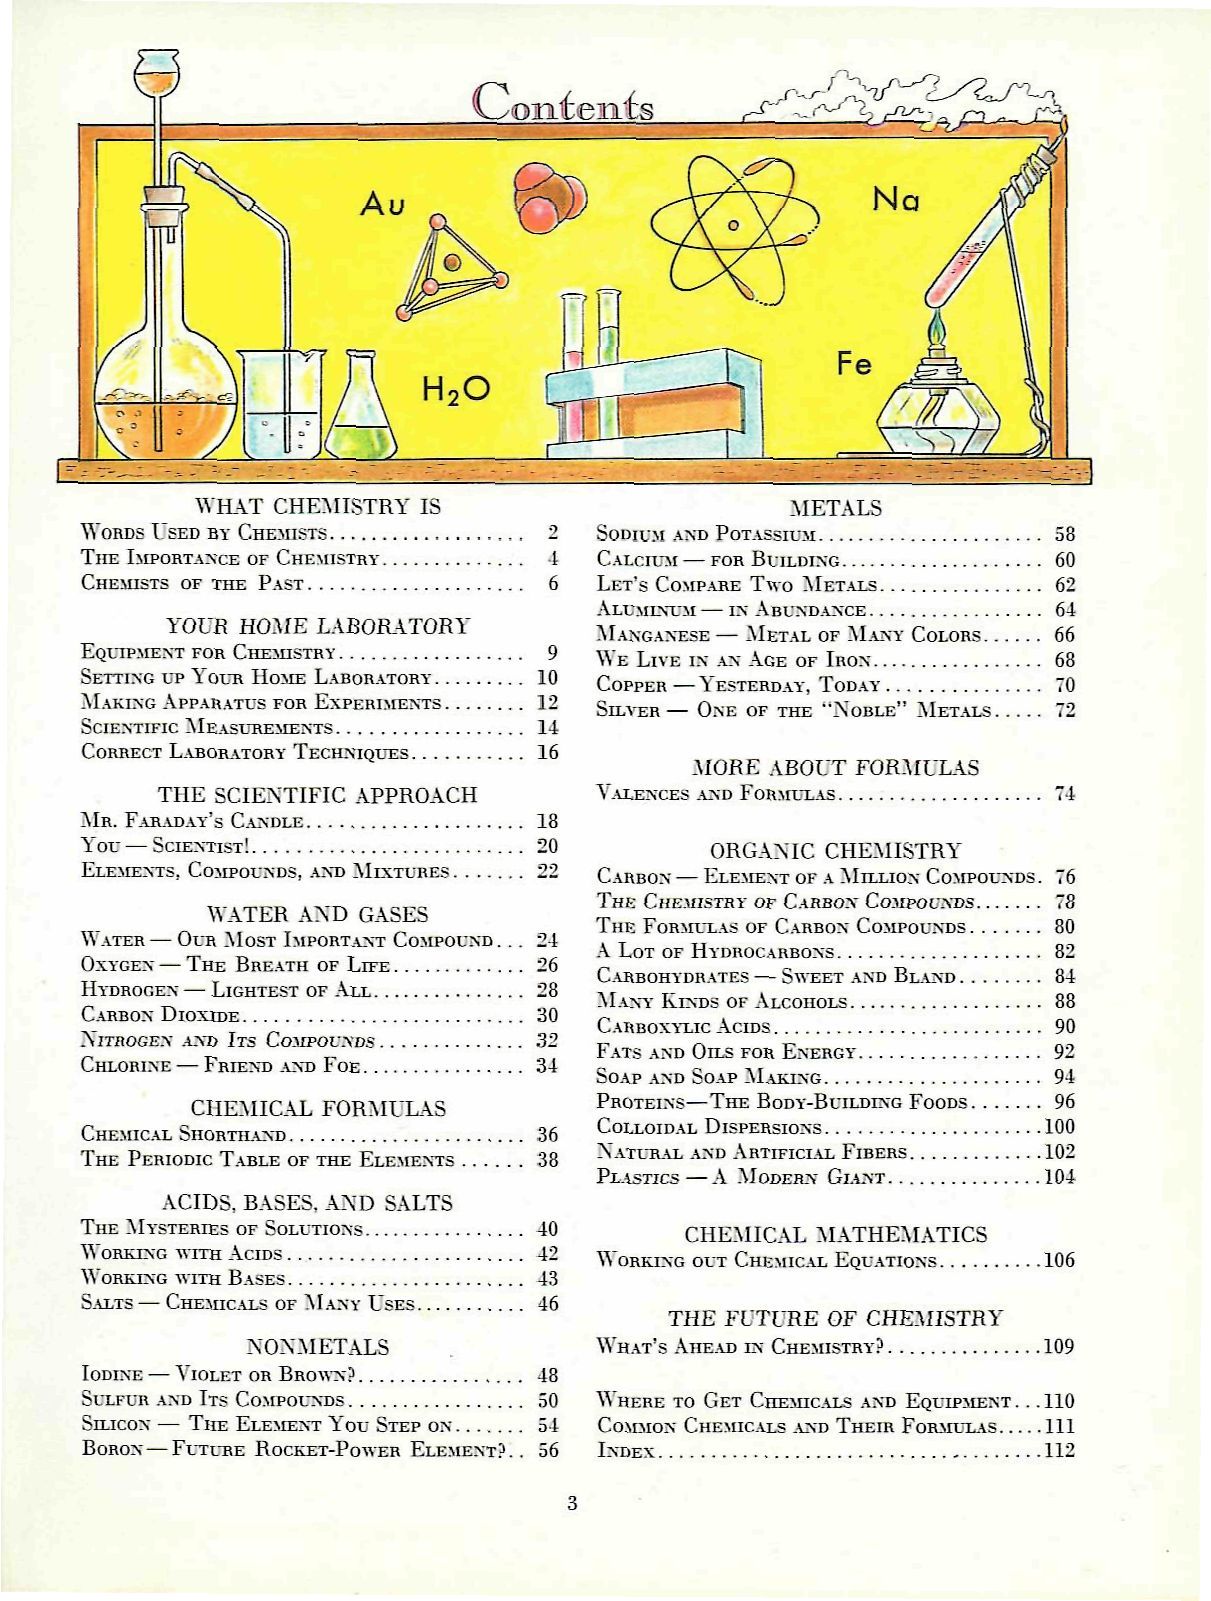 Contents
Au
Na
H₂O
Fe
WHAT CHEMISTRY IS
WORDS USED BY CHEMISTS................... 2
THE IMPORTANCE OF CHEMISTRY.............. 4
CHEMISTS OF THE PAST..................... 6
YOUR HOME LABORATORY
EQUIPMENT FOR CHEMISTRY.................. 9
SETTING UP YOUR HOME LABORATORY......... 10
MAKING APPARATUS FOR EXPERIMENTS........ 12
SCIENTIFIC MEASUREMENTS.................. 14
CORRECT LABORATORY TECHNIQUES........... 16
THE SCIENTIFIC APPROACH
MR. FARADAY'S CANDLE..................... 18
YOU — SCIENTIST!.......................... 20
ELEMENTS, COMPOUNDS, AND MIXTURES....... 22
WATER AND GASES
WATER — OUR MOST IMPORTANT COMPOUND... 24
OXYGEN — THE BREATH OF LIFE............. 26
HYDROGEN — LIGHTEST OF ALL............... 28
CARBON DIOXIDE............................ 30
NITROGEN AND ITS COMPOUNDS.............. 32
CHLORINE — FRIEND AND FOE................ 34
CHEMICAL FORMULAS
CHEMICAL SHORTHAND....................... 36
THE PERIODIC TABLE OF THE ELEMENTS ...... 38
ACIDS, BASES, AND SALTS
THE MYSTERIES OF SOLUTIONS................ 40
WORKING WITH ACIDS........................ 42
WORKING WITH BASES........................ 43
SALTS — CHEMICALS OF MANY USES........... 46
NONMETALS
IODINE — VIOLET OR BROWN?................ 48
SULFUR AND ITS COMPOUNDS................. 50
SILICON — THE ELEMENT YOU STEP ON....... 54
BORON — FUTURE ROCKET-POWER ELEMENT?.. 56
METALS
SODIUM AND POTASSIUM...................... 58
CALCIUM — FOR BUILDING.................... 60
LET'S COMPARE TWO METALS................ 62
ALUMINUM — IN ABUNDANCE................. 64
MANGANESE — METAL OF MANY COLORS...... 66
WE LIVE IN AN AGE OF IRON................. 68
COPPER — YESTERDAY, TODAY............... 70
SILVER — ONE OF THE "NOBLE" METALS..... 72
MORE ABOUT FORMULAS
VALENCES AND FORMULAS.................... 74
ORGANIC CHEMISTRY
CARBON — ELEMENT OF A MILLION COMPOUNDS. 76
THE CHEMISTRY OF CARBON COMPOUNDS....... 78
THE FORMULAS OF CARBON COMPOUNDS....... 80
A LOT OF HYDROCARBONS.................... 82
CARBOHYDRATES — SWEET AND BLAND........ 84
MANY KINDS OF ALCOHOLS................... 88
CARBOXYLIC ACIDS.......................... 90
FATS AND OILS FOR ENERGY.................. 92
SOAP AND SOAP MAKING...................... 94
PROTEINS—THE BODY-BUILDING FOODS....... 96
COLLOIDAL DISPERSIONS......................100
NATURAL AND ARTIFICIAL FIBERS.............102
PLASTICS — A MODERN GIANT...............104
CHEMICAL MATHEMATICS
WORKING OUT CHEMICAL EQUATIONS..........106
THE FUTURE OF CHEMISTRY
WHAT'S AHEAD IN CHEMISTRY?...............109
WHERE TO GET CHEMICALS AND EQUIPMENT...110
COMMON CHEMICALS AND THEIR FORMULAS.....111
INDEX.....................................112
3